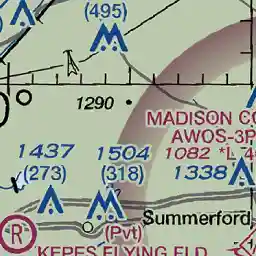 (495)
1290
MADISON CO
AWOS-3P
1082 *L
1437
(273)
1504
(318)
1338
Summerford
R
(Pvt)
KEPES FLYING FLD